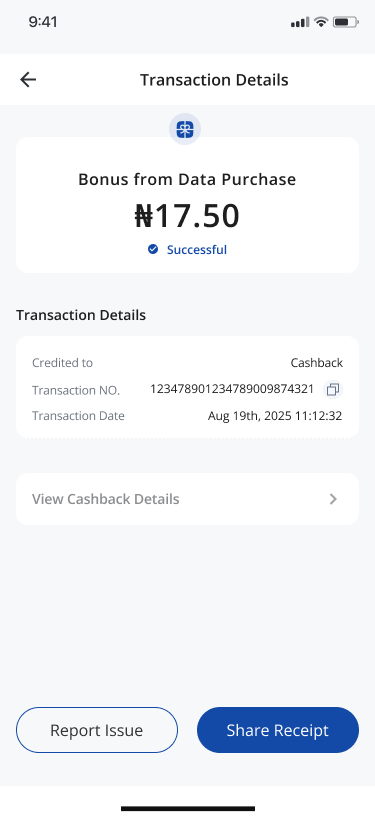 9:41
Transaction Details
Bonus from Data Purchase
₦17.50
Successful
Transaction Details
Credited to Cashback
Transaction NO. 123478901234789009874321
Transaction Date Aug 19th, 2025 11:12:32
View Cashback Details
Report Issue Share Receipt